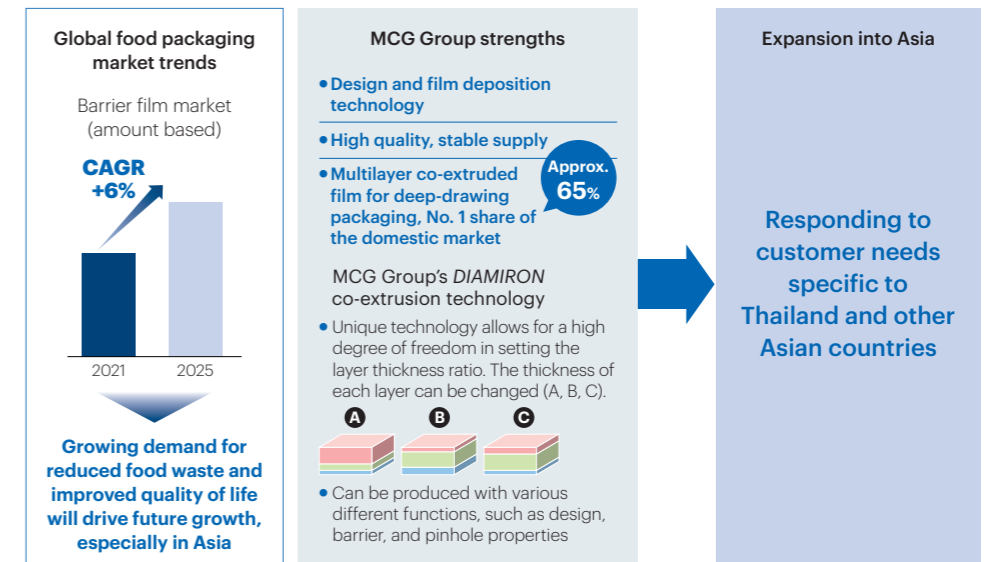 Global food packaging
market trends
Barrier film market
(amount based)
CAGR
+6%
2021
2025
Growing demand for
reduced food waste and
improved quality of life
will drive future growth,
especially in Asia
MCG Group strengths
• Design and film deposition
technology
• High quality, stable supply
• Multilayer co-extruded
film for deep-drawing
packaging, No. 1 share of
the domestic market
Approx.
65%
MCG Group's DIAMIRON
co-extrusion technology
• Unique technology allows for a high
degree of freedom in setting the
layer thickness ratio. The thickness of
each layer can be changed (A, B, C).
A
B
C
• Can be produced with various
different functions, such as design,
barrier, and pinhole properties
Expansion into Asia
Responding to
customer needs
specific to
Thailand and other
Asian countries